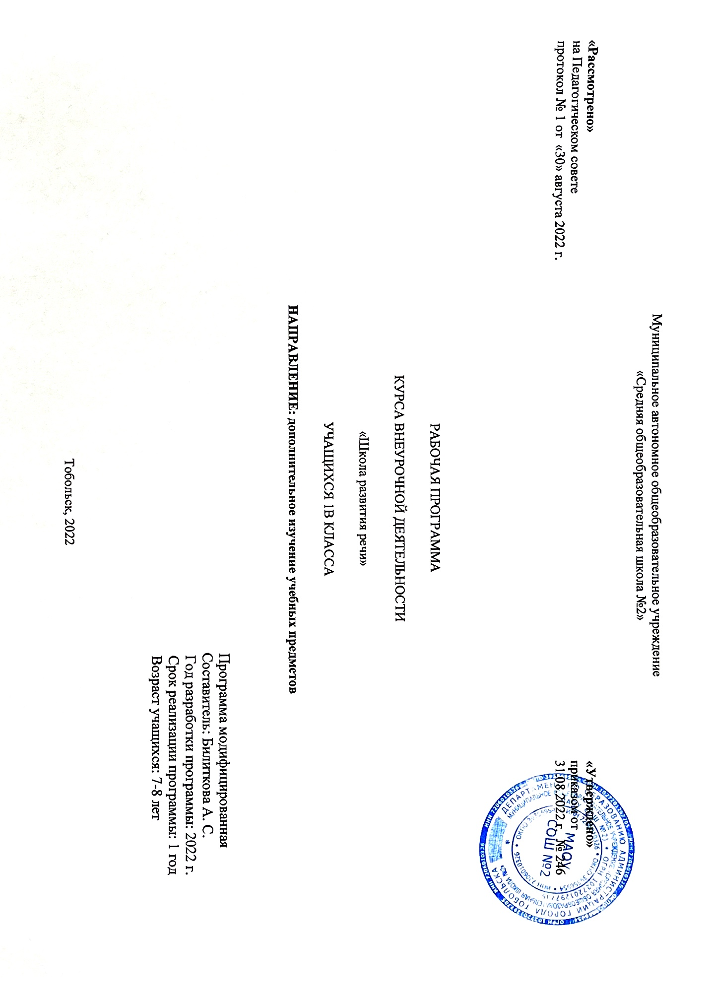 Муниципальное автономное общеобразовательное учреждение
«Средняя общеобразовательная школа №2»
«Рассмотрено»
на Педагогическом совете
протокол № 1 от «30» августа 2022 г.
«Утверждено»
приказом от
31.08.2022 г. № 246
МАОУ
СОШ №2
РАБОЧАЯ ПРОГРАММА
КУРСА ВНЕУРОЧНОЙ ДЕЯТЕЛЬНОСТИ
«Школа развития речи»
УЧАЩИХСЯ 1В КЛАССА
НАПРАВЛЕНИЕ: дополнительное изучение учебных предметов
Программа модифицированная
Составитель: Билиткова А. С.
Год разработки программы: 2022 г.
Срок реализации программы: 1 год
Возраст учащихся: 7-8 лет
Тобольск, 2022